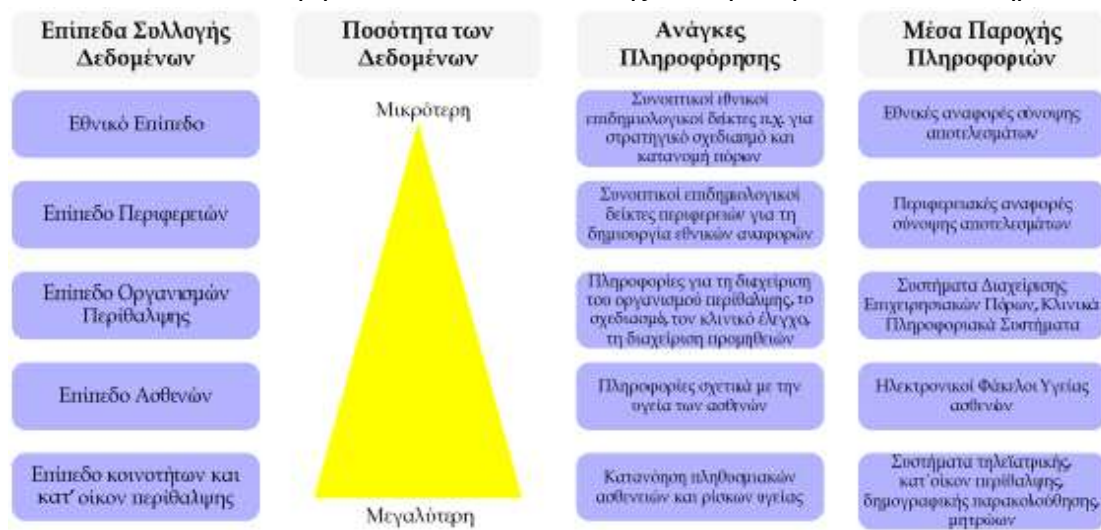 Επίπεδα Συλλογής
Δεδομένων
Ποσότητα των
Δεδομένων
Ανάγκες
Πληροφόρησης
Μέσα Παροχής
Πληροφοριών
Εθνικό Επίπεδο
Μικρότερη
Συνοπτικοί εθνικοί
επιδημιολογικοί δείκτες π.χ. για
στρατηγικό σχεδιασμό και
κατανομή πόρων
Εθνικές αναφορές σύνοψης
αποτελεσμάτων
Επίπεδο Περιφερειών
Συνοπτικοί επιδημιολογικοί
δείκτες περιφερειών για τη
δημιουργία εθνικών αναφορών
Περιφερειακές αναφορές
σύνοψης αποτελεσμάτων
Επίπεδο Οργανισμών
Περίθαλψης
Πληροφορίες για τη διαχείριση
του οργανισμού περίθαλψης, το
σχεδιασμό, τον κλινικό έλεγχο,
τη διαχείριση προμηθειών
Συστήματα Διαχείρισης
Επιχειρησιακών Πόρων, Κλινικά
Πληροφοριακά Συστήματα
Επίπεδο Ασθενών
Πληροφορίες σχετικά με την
υγεία των ασθενών
Ηλεκτρονικοί Φάκελοι Υγείας
ασθενών
Επίπεδο κοινοτήτων και
κατ' οίκον περίθαλψης
Μεγαλύτερη
Κατανόηση πληθυσμιακών
ασθενειών και ρίσκων υγείας
Συστήματα τηλεϊατρικής,
κατ΄οίκον περίθαλψης,
δημογραφικής παρακολούθησης,
μητρώων